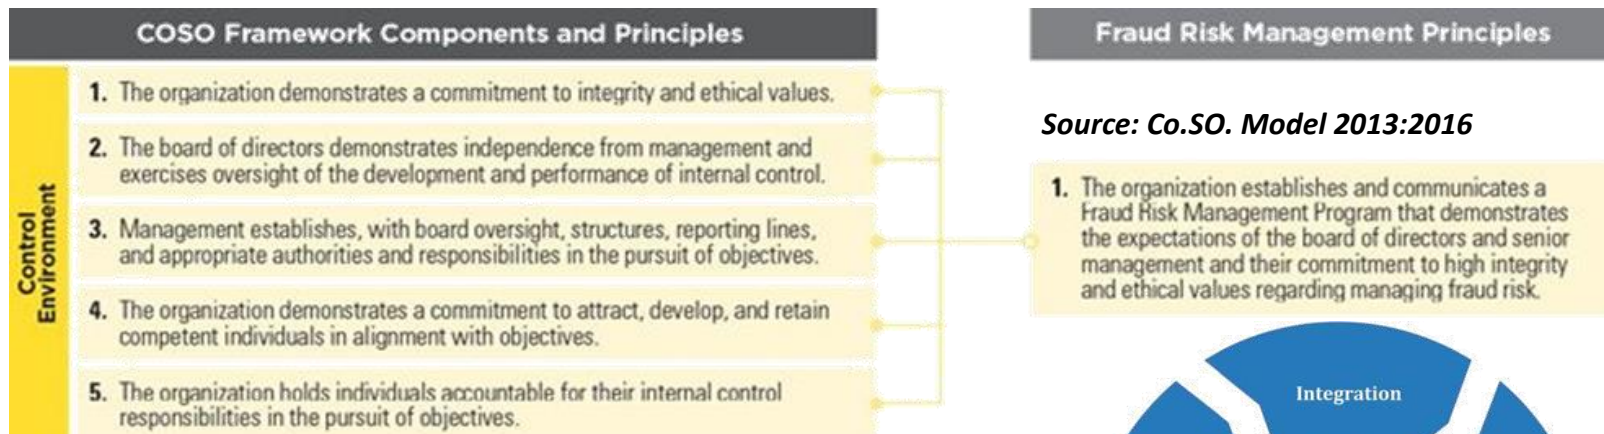 COSO Framework Components and Principles
Control
Environment
1. The organization demonstrates a commitment to integrity and ethical values.
2. The board of directors demonstrates independence from management and
exercises oversight of the development and performance of internal control.
3. Management establishes, with board oversight, structures, reporting lines,
and appropriate authorities and responsibilities in the pursuit of objectives.
4. The organization demonstrates a commitment to attract, develop, and retain
competent individuals in alignment with objectives.
5. The organization holds individuals accountable for their internal control
responsibilities in the pursuit of objectives.
Fraud Risk Management Principles
Source: Co.SO. Model 2013:2016
1. The organization establishes and communicates a
Fraud Risk Management Program that demonstrates
the expectations of the board of directors and senior
management and their commitment to high integrity
and ethical values regarding managing fraud risk.
Integration